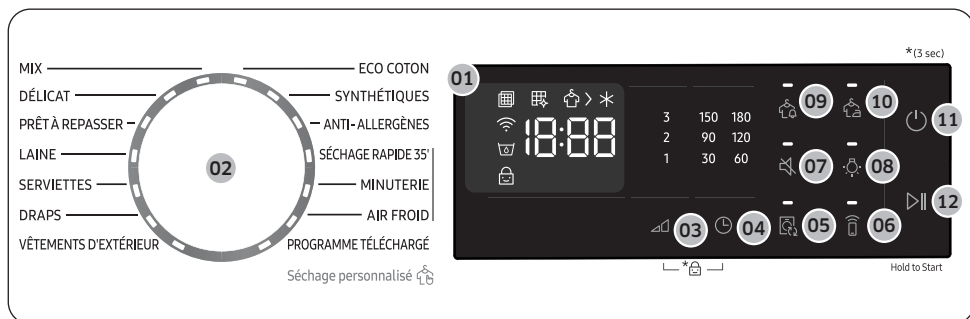 MIX
DÉLICAT
PRÊT À REPASSER
LAINE
SERVIETTES
DRAPS
VÊTEMENTS D'EXTÉRIEUR
02
ECO COTON
SYNTHÉTIQUES
ANTI-ALLERGÈNES
SÉCHAGE RAPIDE 35'
MINUTERIE
AIR FROID
PROGRAMME TÉLÉCHARGÉ
Séchage personnalisé
01
18:88
3 150 180
2 90 120
1 30 60
*(3 sec)
09 10
11
07 08
12
03 04 05 06
*
Hold to Start